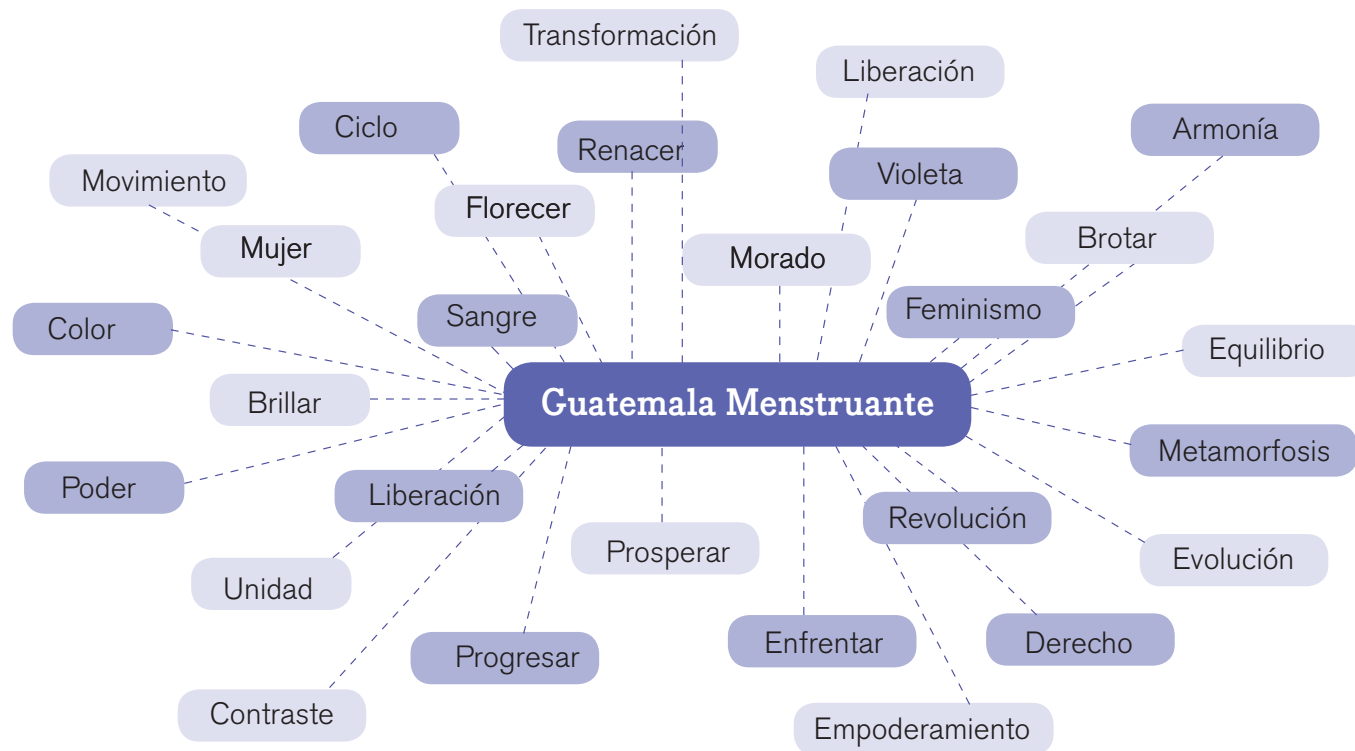 Transformación
Liberación
Ciclo
Armonía
Renacer
Movimiento
Violeta
Florecer
Brotar
Mujer
Morado
Sangre
Feminismo
Color
Equilibrio
Brillar
Guatemala Menstruante
Metamorfosis
Poder
Liberación
Revolución
Prosperar
Evolución
Unidad
Enfrentar
Derecho
Progresar
Contraste
Empoderamiento